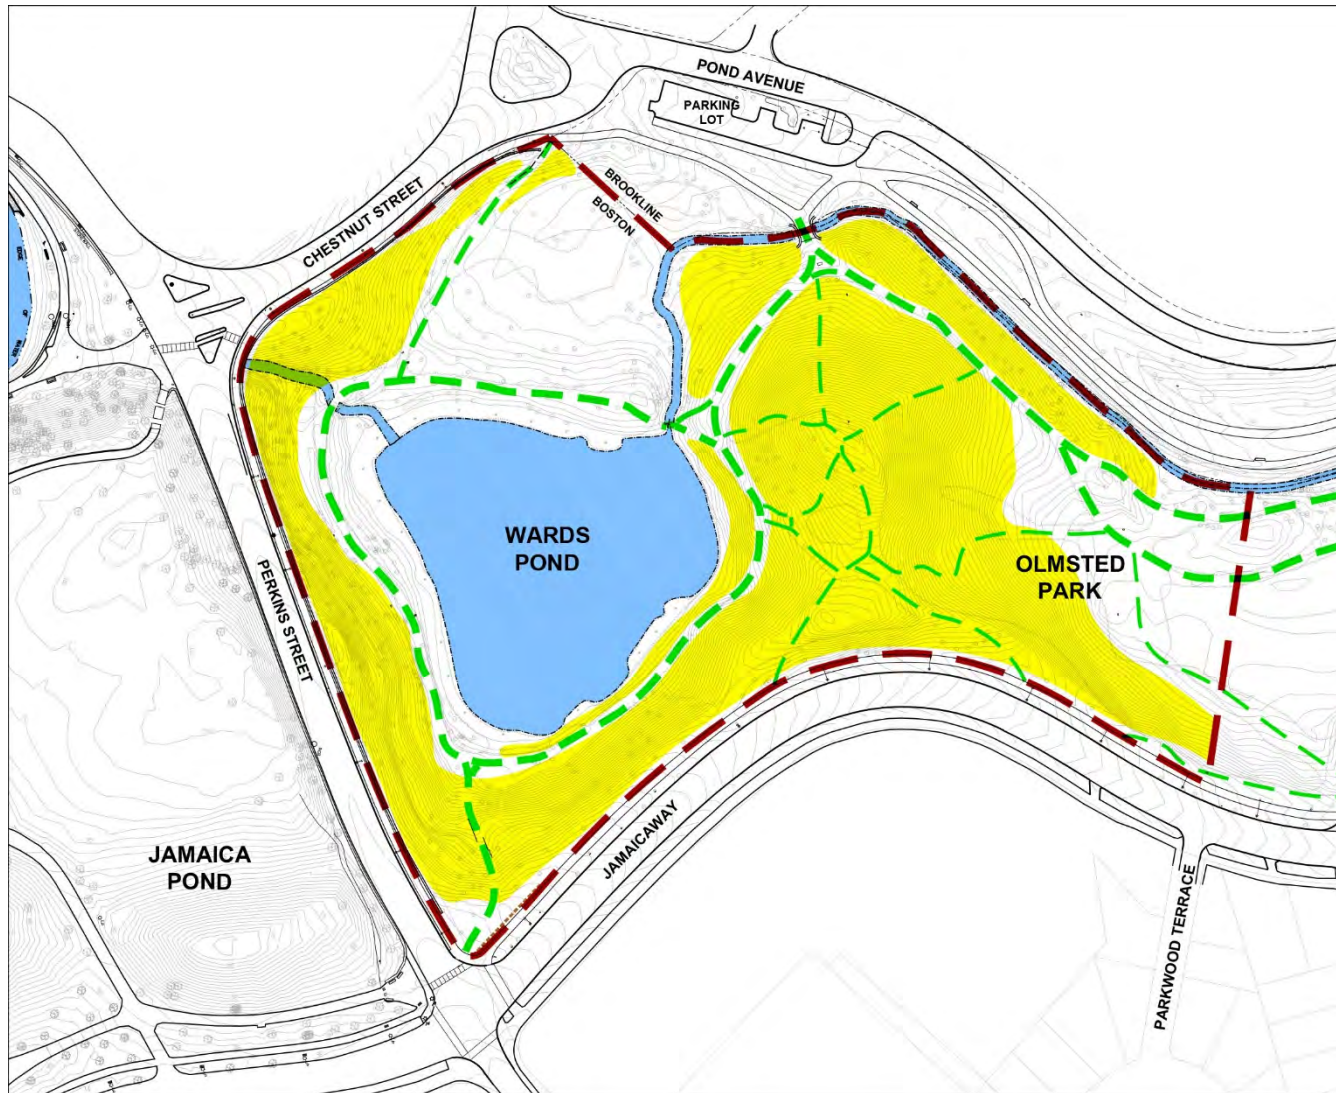 POND AVENUE
PARKING
LOT
BROOKLINE
BOSTON
CHESTNUT STREET
WARDS
POND
OLMSTED
PARK
PERKINS STREET
JAMAICAWAY
JAMAICA
POND
PARKWOOD TERRACE